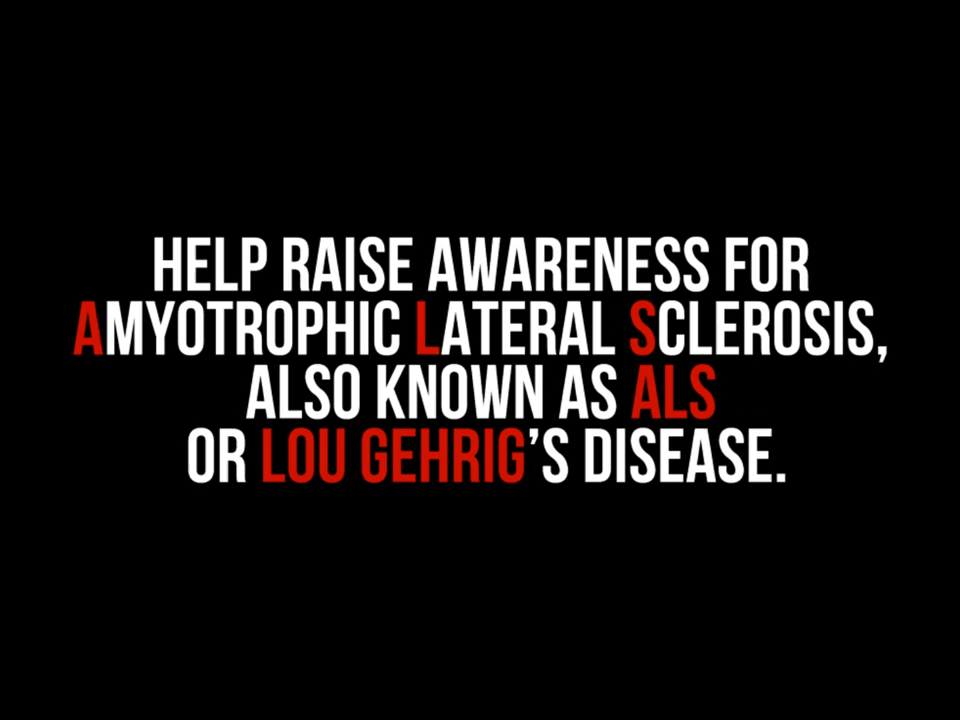 HELP RAISE AWARENESS FOR
AMYOTROPHIC LATERAL SCLEROSIS,
ALSO KNOWN AS ALS
OR LOU GEHRIG’S DISEASE.